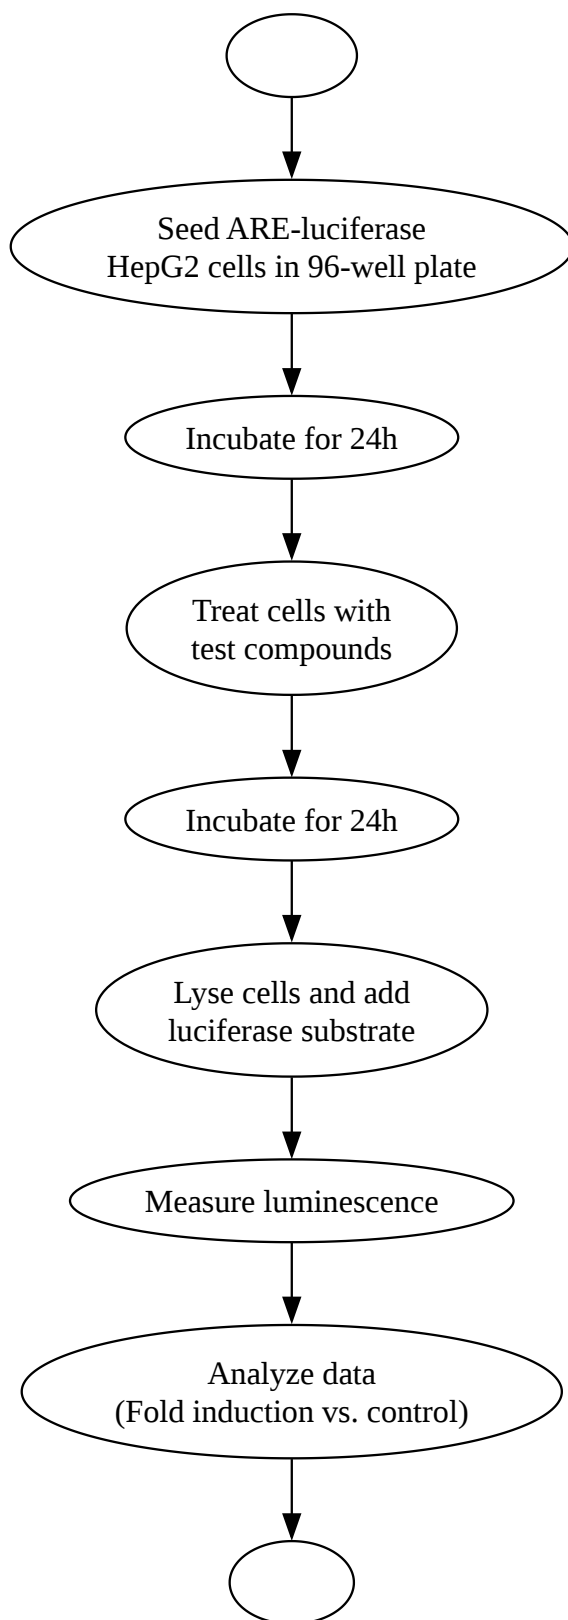 Seed ARE-luciferase
HepG2 cells in 96-well plate
Incubate for 24h
Treat cells with
test compounds
Incubate for 24h
Lyse cells and add
luciferase substrate
Measure luminescence
Analyze data
(Fold induction vs. control)